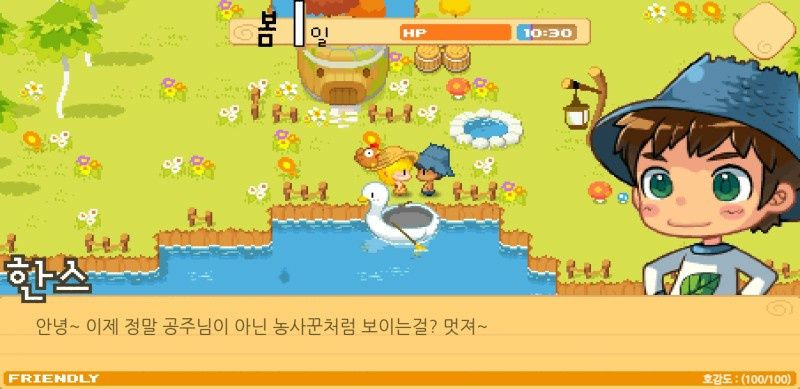 봄 1 일
HP
10:30
한스
안녕~ 이제 정말 공주님이 아닌 농사꾼처럼 보이는걸? 멋져~
FRIENDLY
호감도 : (100/100)